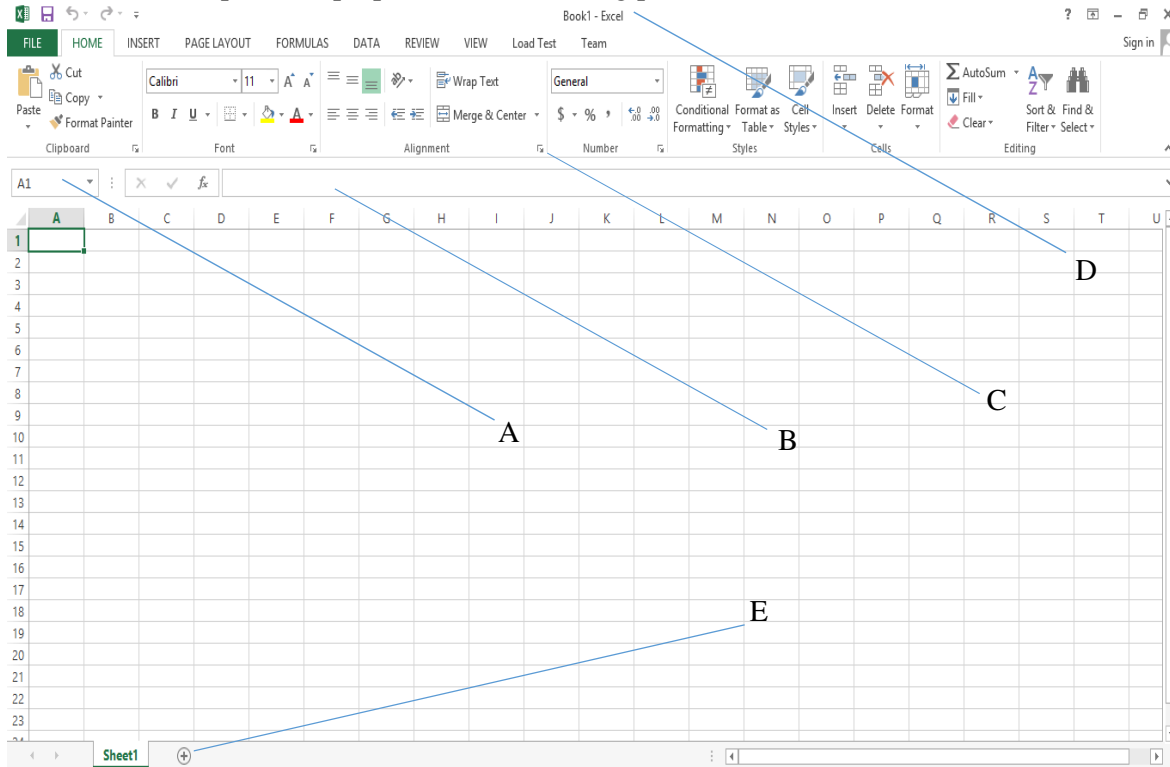 Book1 - Excel ?
FILE HOME INSERT PAGE LAYOUT FORMULAS DATA REVIEW VIEW Load Test Team Sign in
Cut
Copy
Format Painter
Paste
Calibri 11 A A
B I U A
Wrap Text
Merge & Center
General
$ % , .00 .0
Conditional Formatting
Format as Table
Cell Styles
Insert Delete Format
AutoSum
Fill
Clear
Sort & Filter
Find & Select
Clipboard Font Alignment Number Styles Cells Editing
A1 fx
A B C D E F G H I J K L M N O P Q R S T U
1
2
D
3
4
5
6
7
8
C
9
10
A B
11
12
13
14
15
16
17
18
E
19
20
21
22
23
24
Sheet1